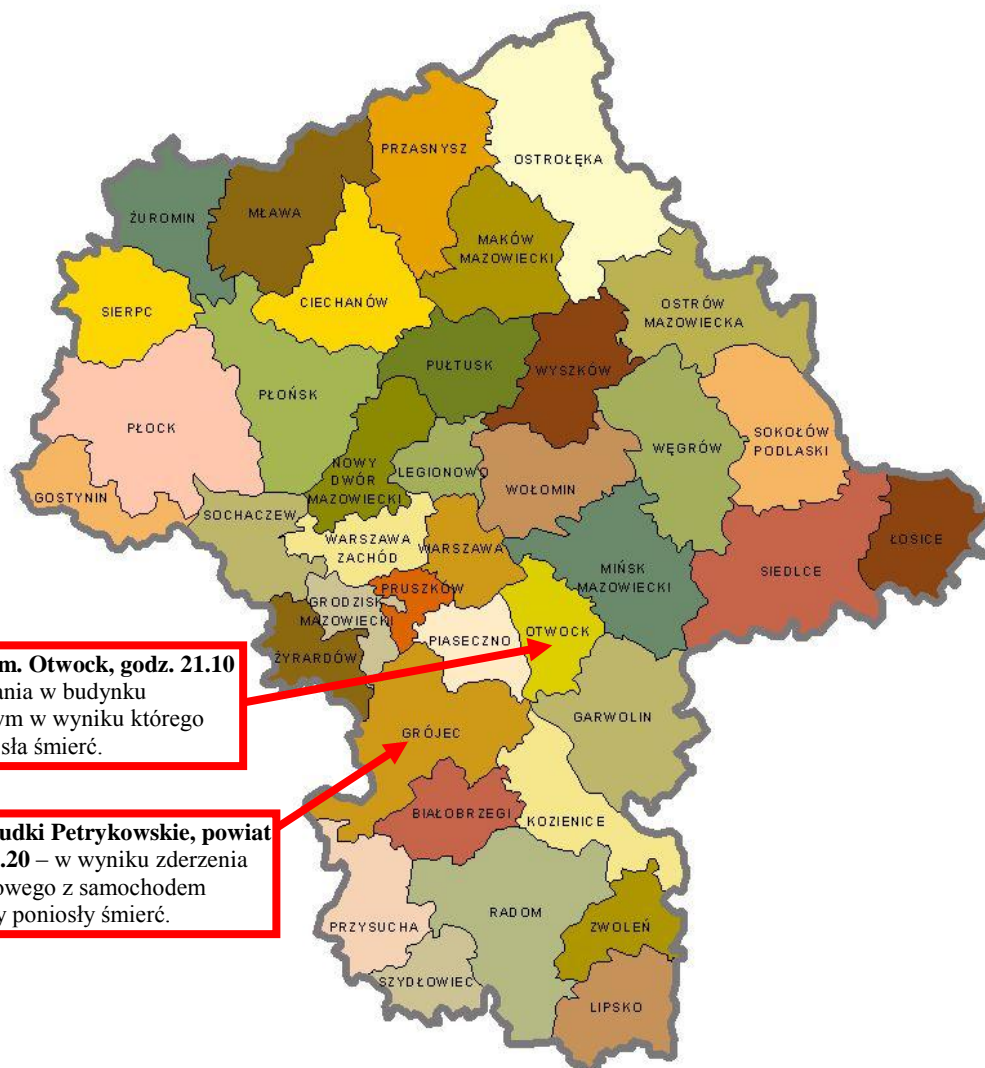 PRZASNYSZ
OSTROŁĘKA
ŻUROMIN
MŁAWA
MAKÓW
MAZOWIECKI
CIECHANÓW
SIERPC
OSTRÓW
MAZOWIECKA
PUŁTUSK
WYSZKÓW
PŁOŃSK
PŁOCK
SOKOŁÓW
PODLASKI
WĘGRÓW
NOWY
DWÓR
MAZOWIECKI
LEGIONOWO
WOŁOMIN
GOSTYNIN
SOCHACZEW
WARSZAWA
ZACHÓD
WARSZAWA
ŁOSICE
SIEDLCE
MIŃSK
MAZOWIECKI
PRUSZKÓW
GRODZISK
MAZOWIECKI
PIASECZNO
OTWOCK
ŻYRARDÓW
m. Otwock, godz. 21.10
ania w budynku
ym w wyniku którego
osła śmierć.
GARWOLIN
GRÓJEC
BIAŁOBRZEGI
KOZIENICE
udki Petrykowskie, powiat
.20 – w wyniku zderzenia
owego z samochodem
y poniosły śmierć.
RADOM
PRZYSUCHA
ZWOLEŃ
SZYDŁOWIEC
LIPSKO